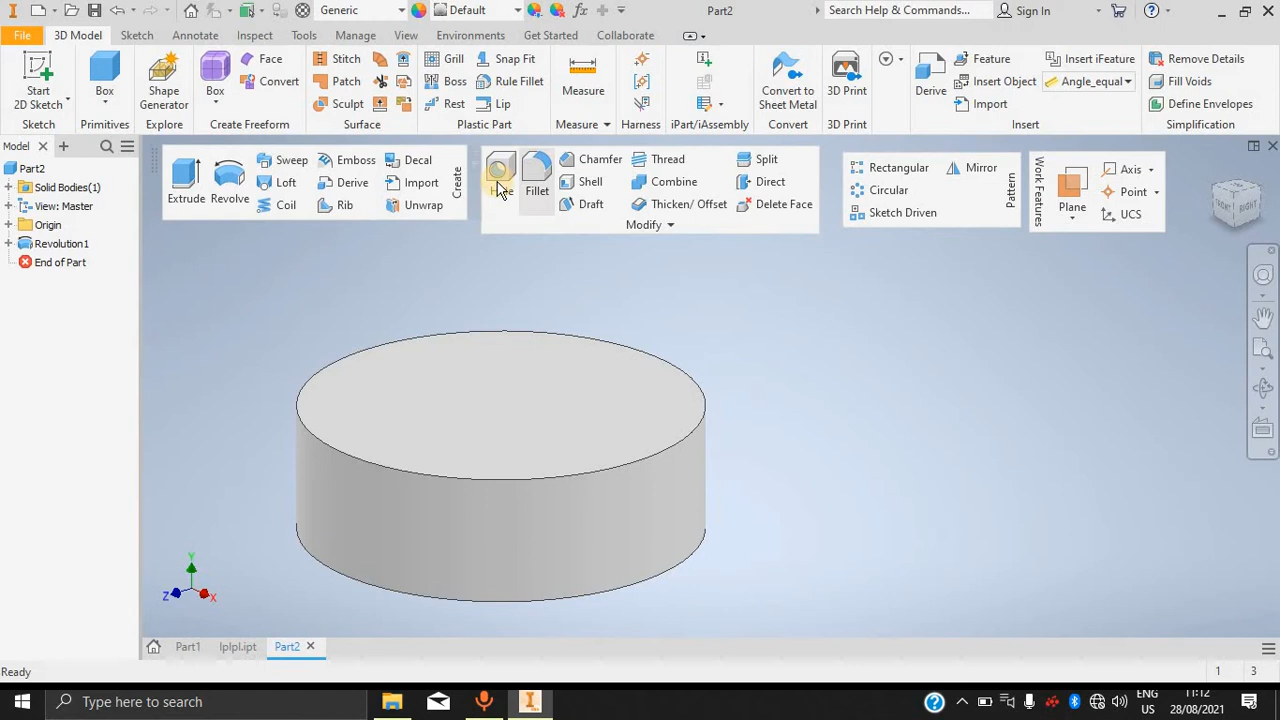 Generic
Default
Part2
Search Help & Commands...
Sign In
File
3D Model
Sketch
Annotate
Inspect
Tools
Manage
View
Environments
Get Started
Collaborate
Start
2D Sketch
Sketch
Box
Primitives
Shape
Generator
Explore
Box
Face
Convert
Create Freeform
Stitch
Patch
Sculpt
Surface
Grill
Boss
Rest
Snap Fit
Rule Fillet
Lip
Plastic Part
Measure
Measure
Harness
iPart/iAssembly
Convert to
Sheet Metal
Convert
3D Print
3D Print
Derive
Feature
Insert Object
Import
Insert iFeature
Angle_equal
Insert
Remove Details
Fill Voids
Define Envelopes
Simplification
Model
Part2
Solid Bodies(1)
View: Master
Origin
Revolution1
End of Part
Extrude
Revolve
Sweep
Loft
Coil
Emboss
Derive
Rib
Decal
Import
Unwrap
Create
Fillet
Chamfer
Shell
Draft
Thread
Combine
Thicken/ Offset
Split
Direct
Delete Face
Modify
Rectangular
Circular
Sketch Driven
Mirror
Pattern
Work Features
Plane
Axis
Point
UCS
FRONT
RIGHT
Y
Z
X
Part1
lplpl.ipt
Part2
Ready
1
3
Type here to search
ENG
US
11:12
28/08/2021